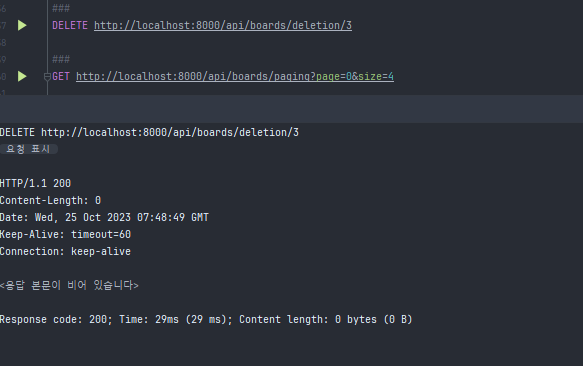 ###
DELETE http://localhost:8000/api/boards/deletion/3
###
GET http://localhost:8000/api/boards/paging?page=0&size=4
DELETE http://localhost:8000/api/boards/deletion/3
요청 표시
HTTP/1.1 200
Content-Length: 0
Date: Wed, 25 Oct 2023 07:48:49 GMT
Keep-Alive: timeout=60
Connection: keep-alive
<응답 본문이 비어 있습니다>
Response code: 200; Time: 29ms (29 ms); Content length: 0 bytes (0 B)